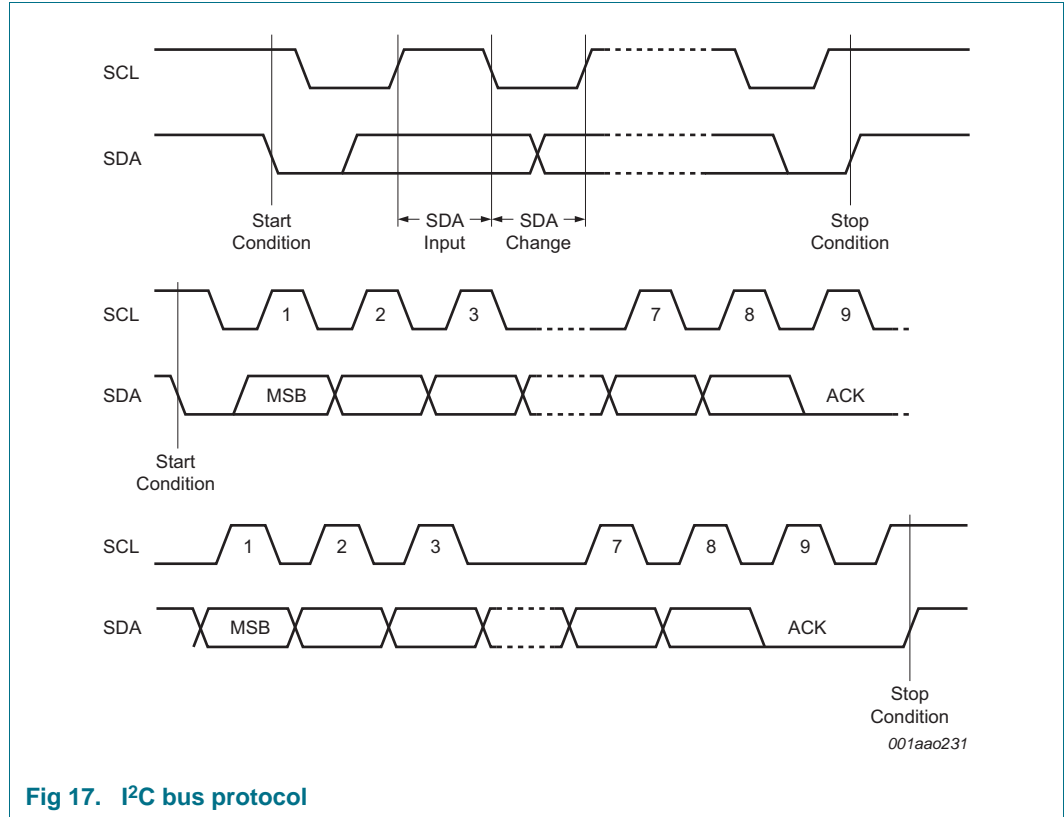 SCL
SDA
Start
Condition
SDA
Input
SDA
Change
Stop
Condition
SCL
1 2 3 7 8 9
SDA
MSB ACK
Start
Condition
SCL
1 2 3 7 8 9
SDA
MSB ACK
Stop
Condition
001aao231
Fig 17. I²C bus protocol